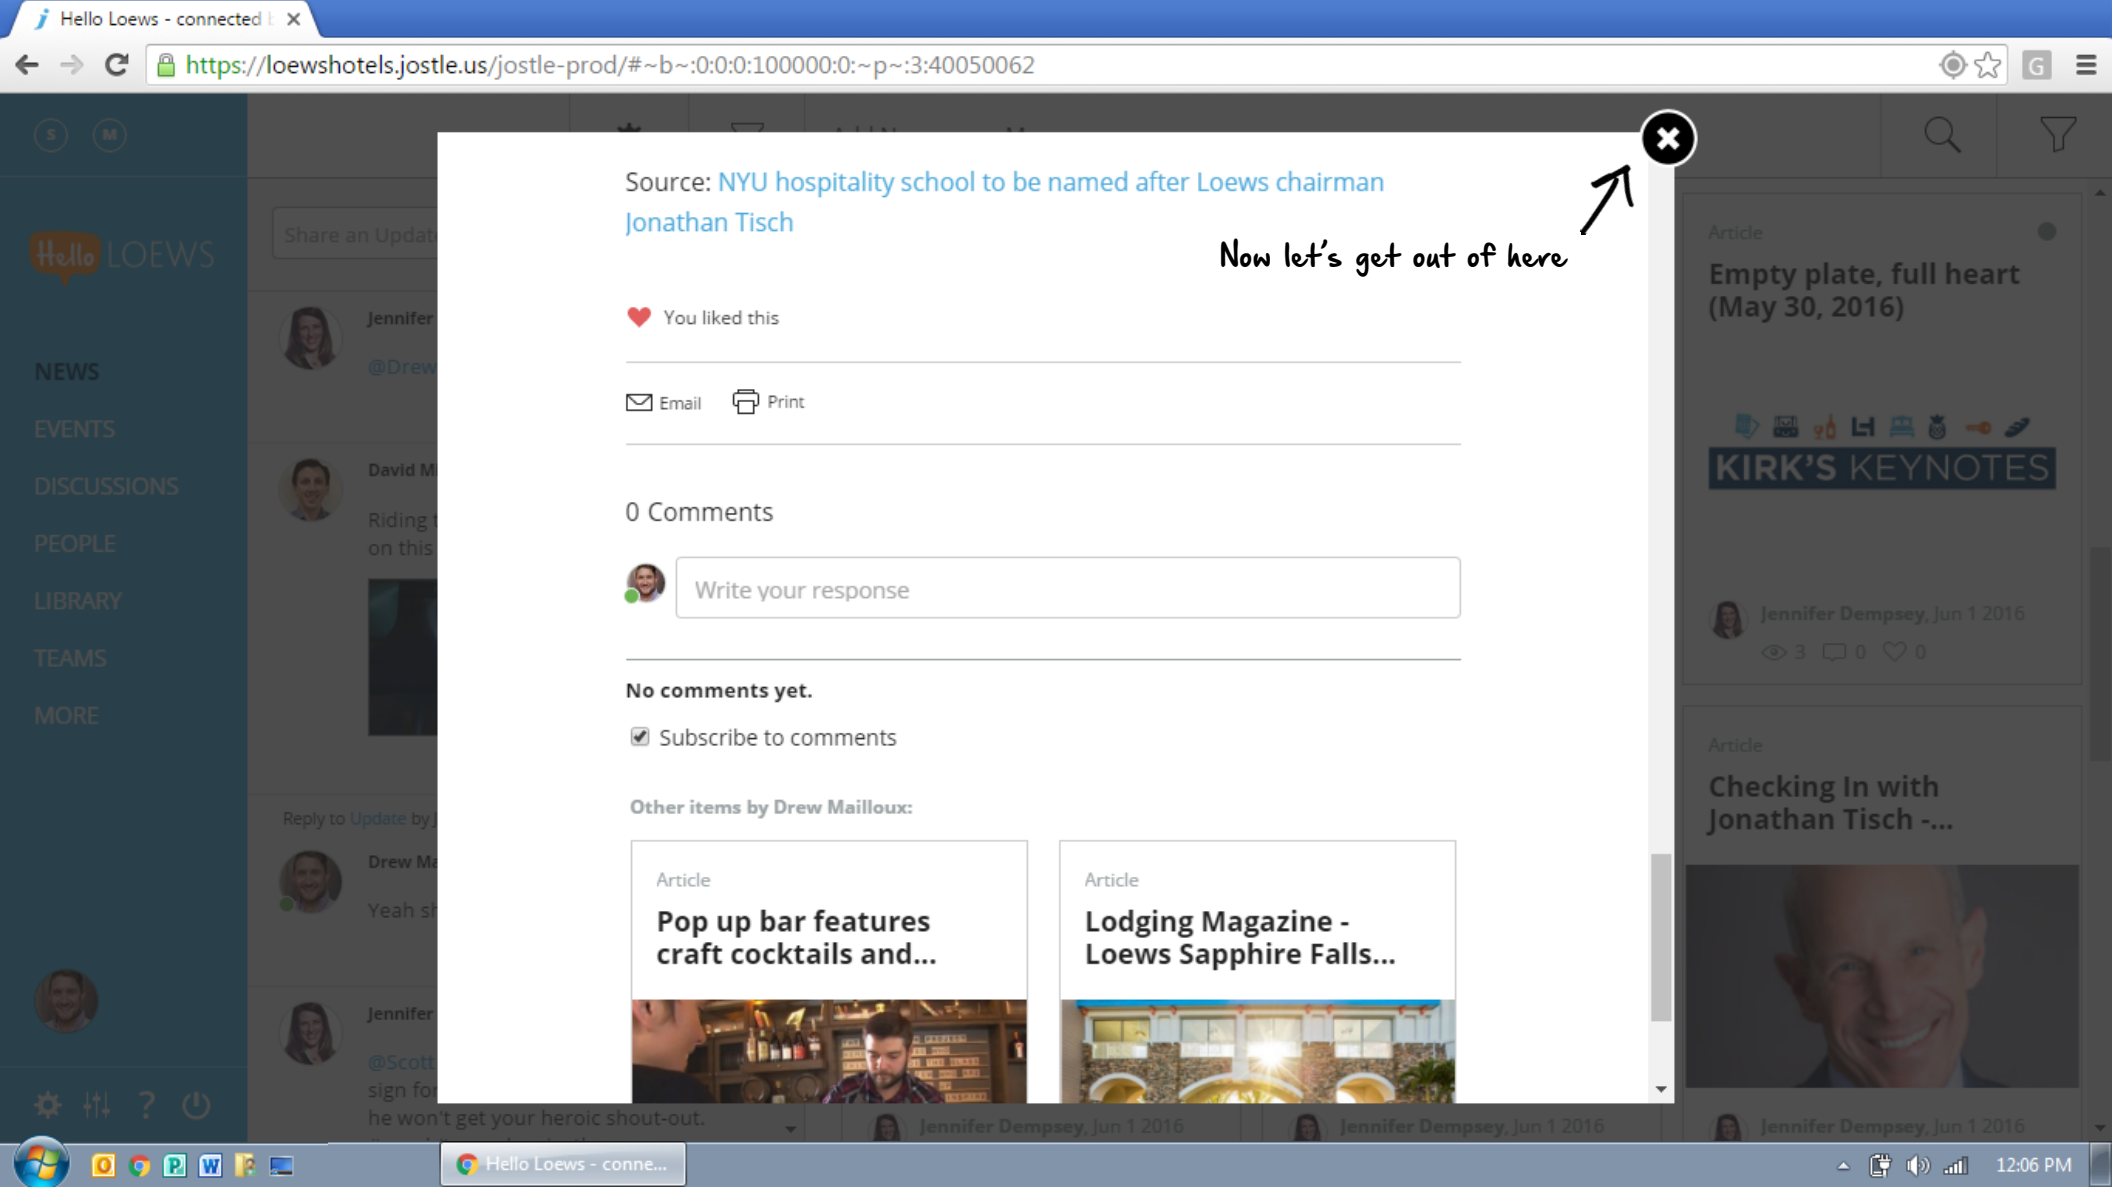 Hello Loews - connected
https://loewshotels.jostle.us/jostle-prod/#~b~:0:0:0:100000:0:~p~:3:40050062
G
S M
Hello LOEWS
NEWS
EVENTS
DISCUSSIONS
PEOPLE
LIBRARY
TEAMS
MORE
Share an Update
Jennifer
@Drew
David M
Riding
on this
Reply to Update by J
Drew Ma
Yeah sh
Jennifer
@Scott
sign for
he won't get your heroic shout-out.
Source: NYU hospitality school to be named after Loews chairman
Jonathan Tisch
Now let's get out of here
You liked this
Email Print
0 Comments
Write your response
No comments yet.
Subscribe to comments
Other items by Drew Mailloux:
Article
Pop up bar features
craft cocktails and...
Article
Lodging Magazine -
Loews Sapphire Falls...
Jennifer Dempsey, Jun 1 2016
Jennifer Dempsey, Jun 1 2016
Article
Empty plate, full heart
(May 30, 2016)
KIRK'S KEYNOTES
Jennifer Dempsey, Jun 1 2016
3 0 0
Article
Checking In with
Jonathan Tisch -...
Jennifer Dempsey, Jun 1 2016
Hello Loews - conne...
12:06 PM